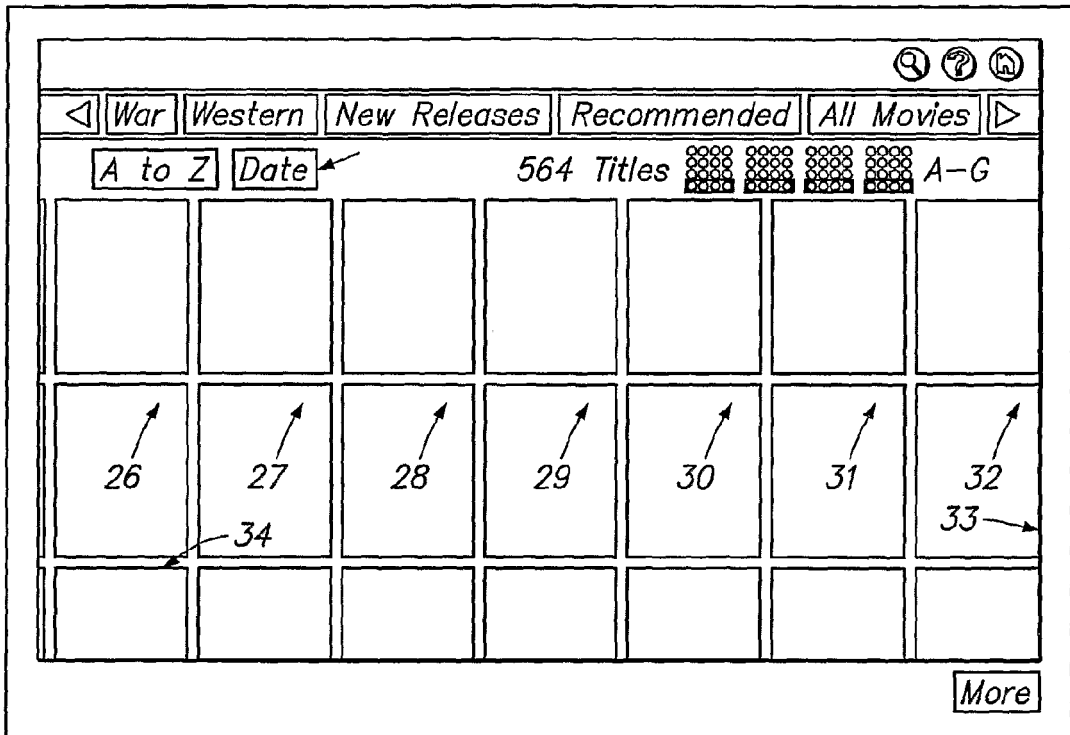 ?
War Western New Releases Recommended All Movies
A to Z Date 564 Titles A-G
26 27 28 29 30 31 32
33
34
More